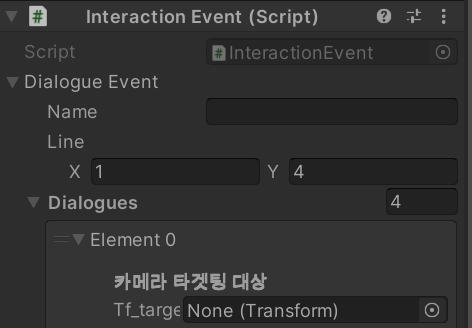 Interaction Event (Script)
Script InteractionEvent
Dialogue Event
Name
Line
X 1 Y 4
Dialogues 4
Element 0
카메라 타겟팅 대상
Tf_targe None (Transform)